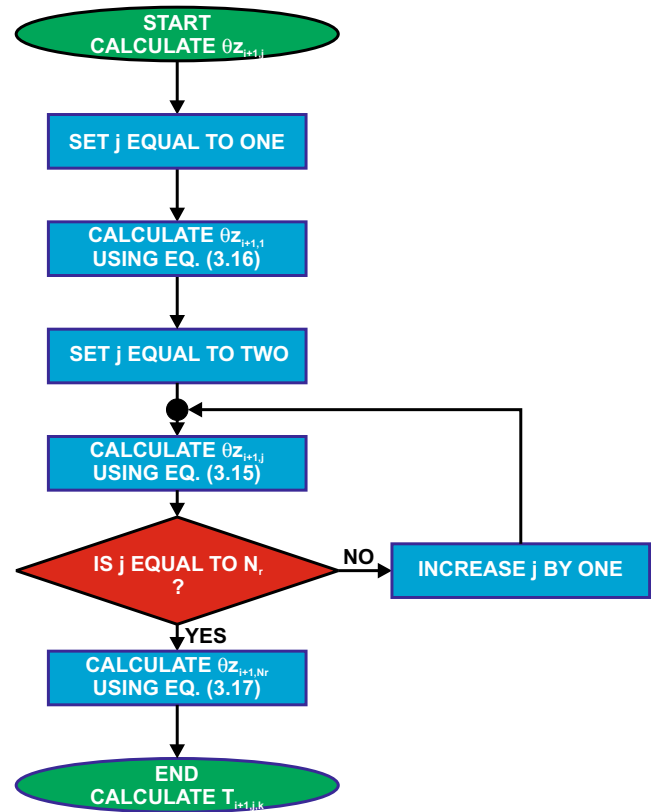 START
CALCULATE θz i+1,j
SET j EQUAL TO ONE
CALCULATE θz i+1,1
USING EQ. (3.16)
SET j EQUAL TO TWO
CALCULATE θz i+1,j
USING EQ. (3.15)
IS j EQUAL TO N r
?
NO
INCREASE j BY ONE
YES
CALCULATE θz i+1,Nr
USING EQ. (3.17)
END
CALCULATE T i+1,j,k